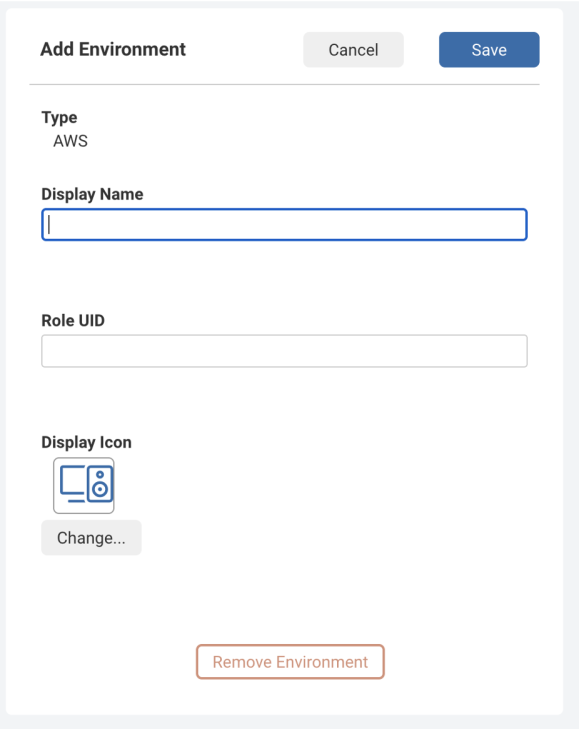 Add Environment Cancel Save
Type
AWS
Display Name
Role UID
Display Icon
Change...
Remove Environment